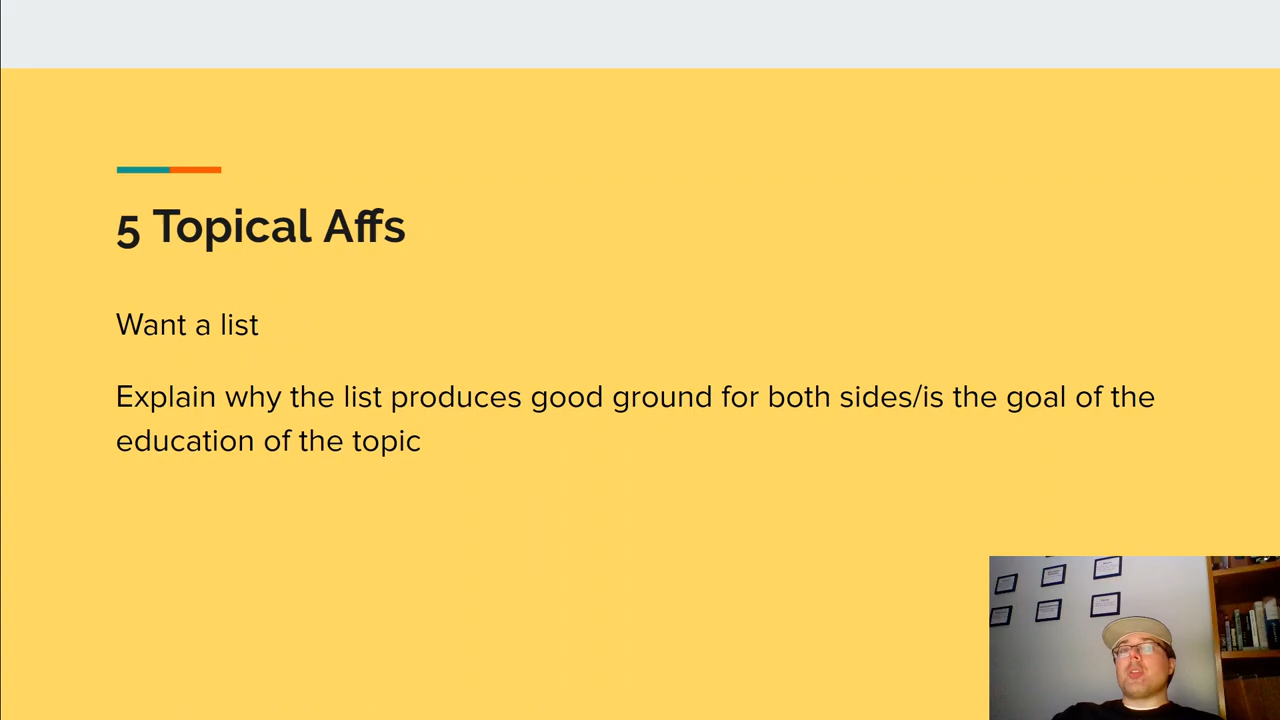 5 Topical Affs
Want a list
Explain why the list produces good ground for both sides/is the goal of the
education of the topic